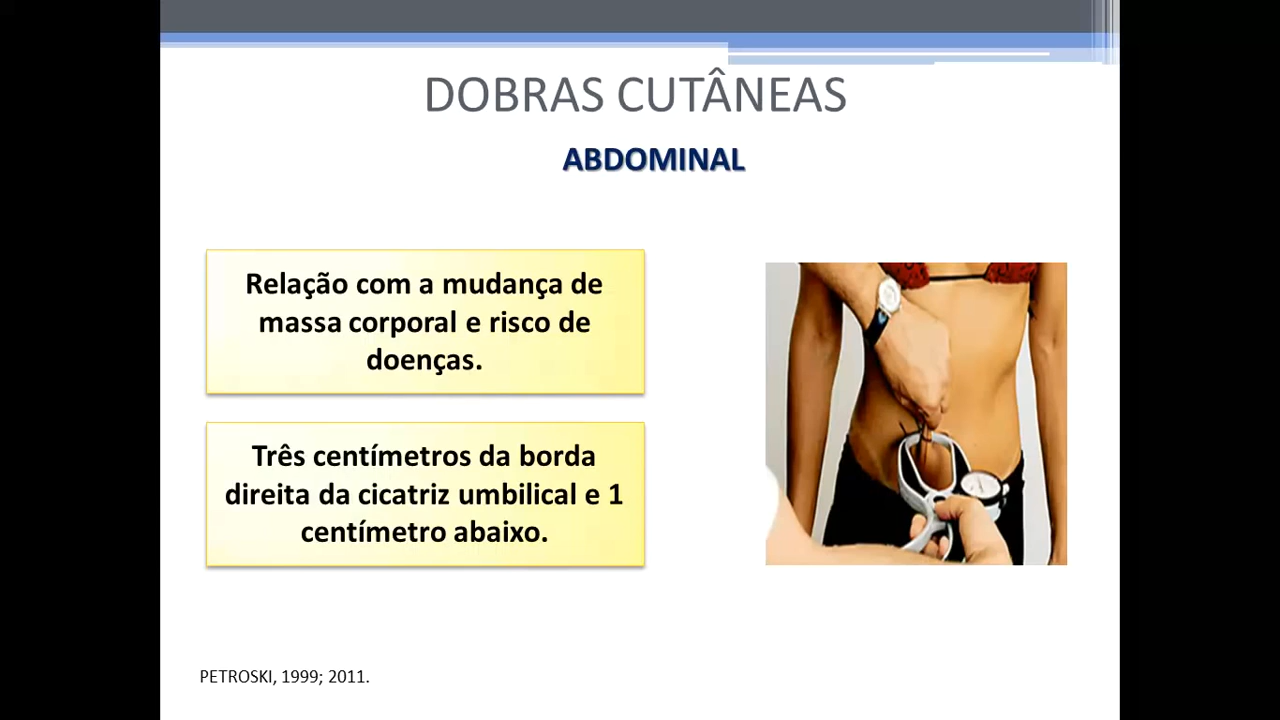 DOBRAS CUTÂNEAS
ABDOMINAL
Relação com a mudança de
massa corporal e risco de
doenças.
Três centímetros da borda
direita da cicatriz umbilical e 1
centímetro abaixo.
PETROSKI, 1999; 2011.